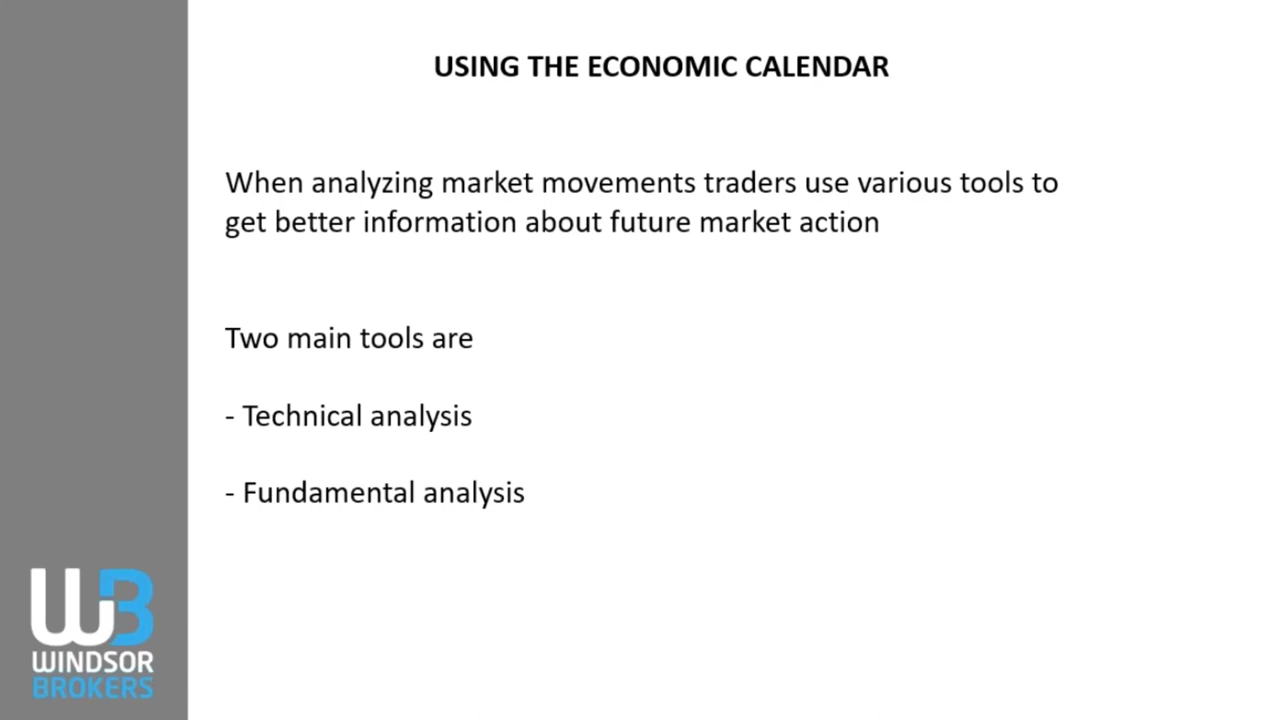 USING THE ECONOMIC CALENDAR
When analyzing market movements traders use various tools to
get better information about future market action
Two main tools are
- Technical analysis
- Fundamental analysis
WB
WINDSOR
BROKERS